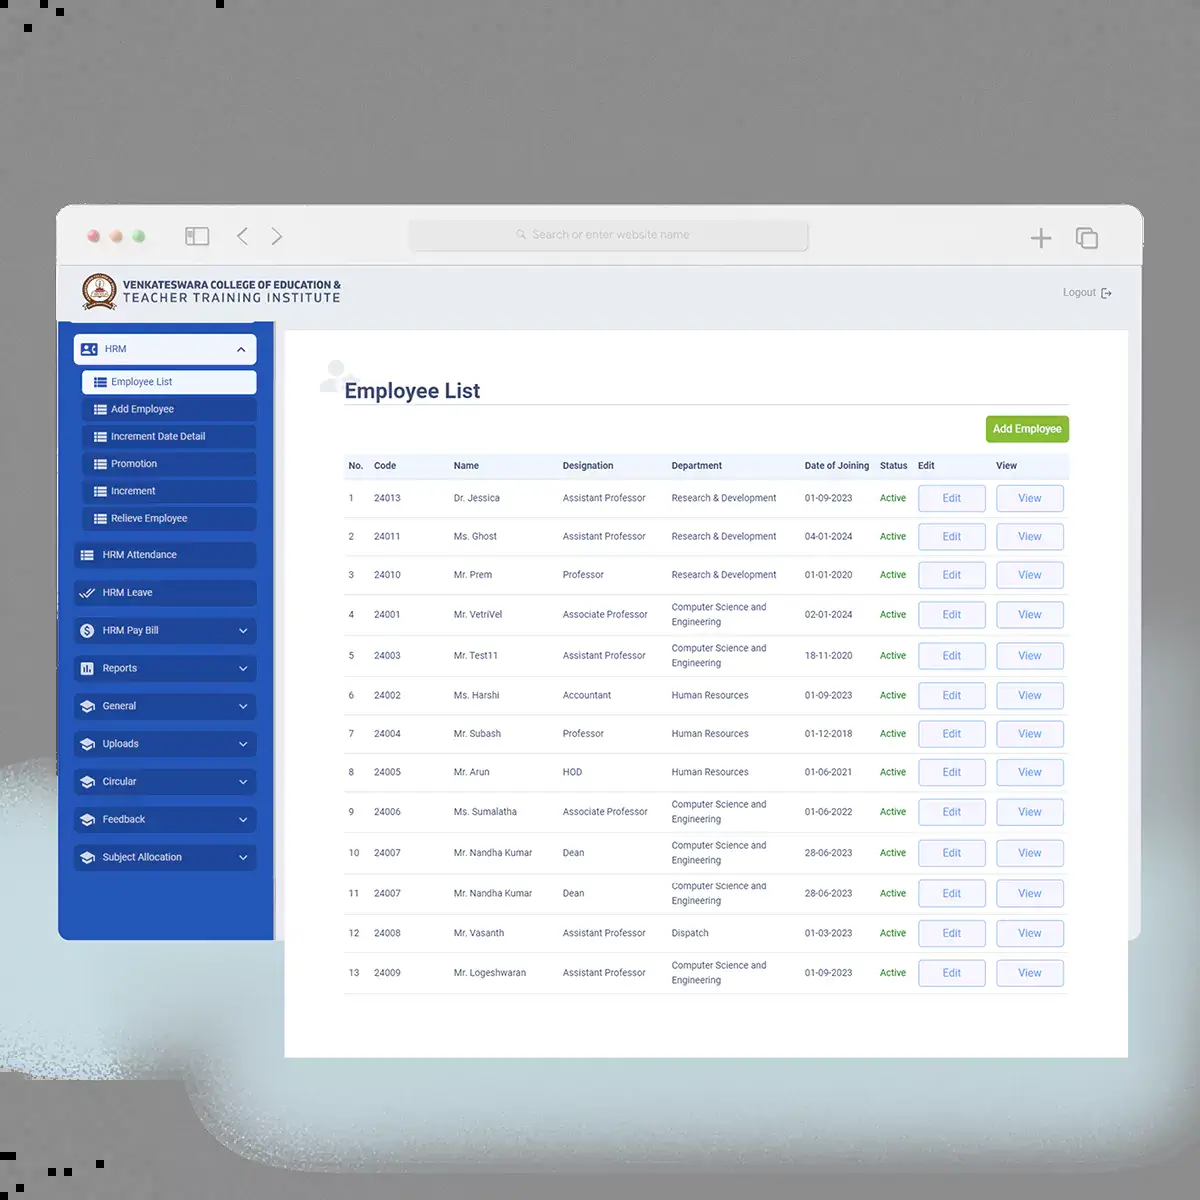 Search or enter website name
VENKATESWARA COLLEGE OF EDUCATION &
TEACHER TRAINING INSTITUTE
Logout
HRM
Employee List
Add Employee
Increment Date Detail
Promotion
Increment
Relieve Employee
HRM Attendance
HRM Leave
HRM Pay Bill
Reports
General
Uploads
Circular
Feedback
Subject Allocation
Employee List
Add Employee
No. Code Name Designation Department Date of Joining Status Edit View
1 24013 Dr. Jessica Assistant Professor Research & Development 01-09-2023 Active Edit View
2 24011 Ms. Ghost Assistant Professor Research & Development 04-01-2024 Active Edit View
3 24010 Mr. Prem Professor Research & Development 01-01-2020 Active Edit View
4 24001 Mr. VetriVel Associate Professor Computer Science and Engineering 02-01-2024 Active Edit View
5 24003 Mr. Test11 Assistant Professor Computer Science and Engineering 18-11-2020 Active Edit View
6 24002 Ms. Harshi Accountant Human Resources 01-09-2023 Active Edit View
7 24004 Mr. Subash Professor Human Resources 01-12-2018 Active Edit View
8 24005 Mr. Arun HOD Human Resources 01-06-2021 Active Edit View
9 24006 Ms. Sumalatha Associate Professor Computer Science and Engineering 01-06-2022 Active Edit View
10 24007 Mr. Nandha Kumar Dean Computer Science and Engineering 28-06-2023 Active Edit View
11 24007 Mr. Nandha Kumar Dean Computer Science and Engineering 28-06-2023 Active Edit View
12 24008 Mr. Vasanth Assistant Professor Dispatch 01-03-2023 Active Edit View
13 24009 Mr. Logeshwaran Assistant Professor Computer Science and Engineering 01-09-2023 Active Edit View